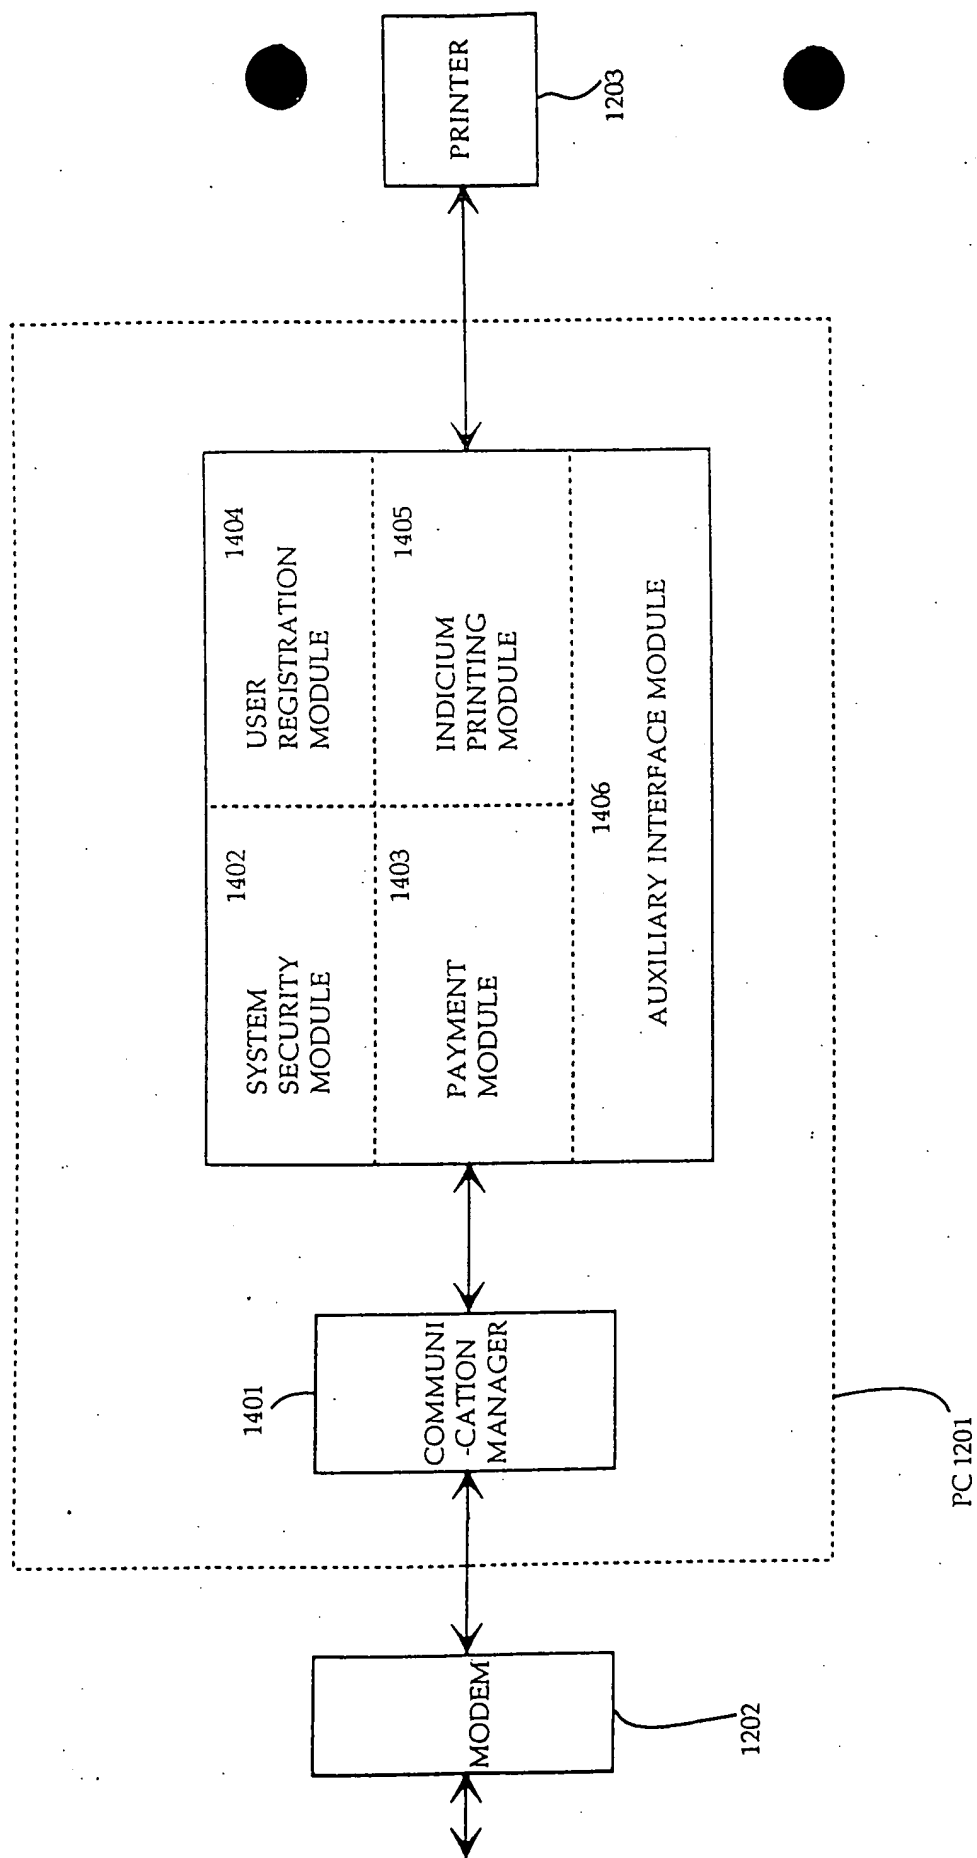 1401
COMMUNI
-CATION
MANAGER
MODEM
1202
SYSTEM
SECURITY
MODULE
1402
USER
REGISTRATION
MODULE
1404
PAYMENT
MODULE
1403
INDICIUM
PRINTING
MODULE
1405
1406
AUXILIARY INTERFACE MODULE
PRINTER
1203
PC 1201